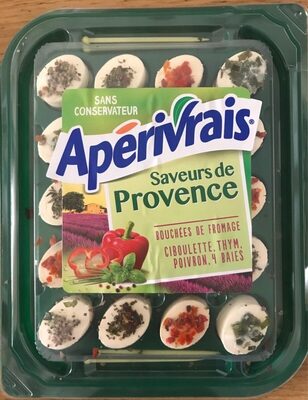 SANS
CONSERVATEUR
Apérivrais
Saveurs de
Provence
BOUCHÉES DE FROMAGE
CIBOULETTE, THYM,
POIVRON, 4 BAIES